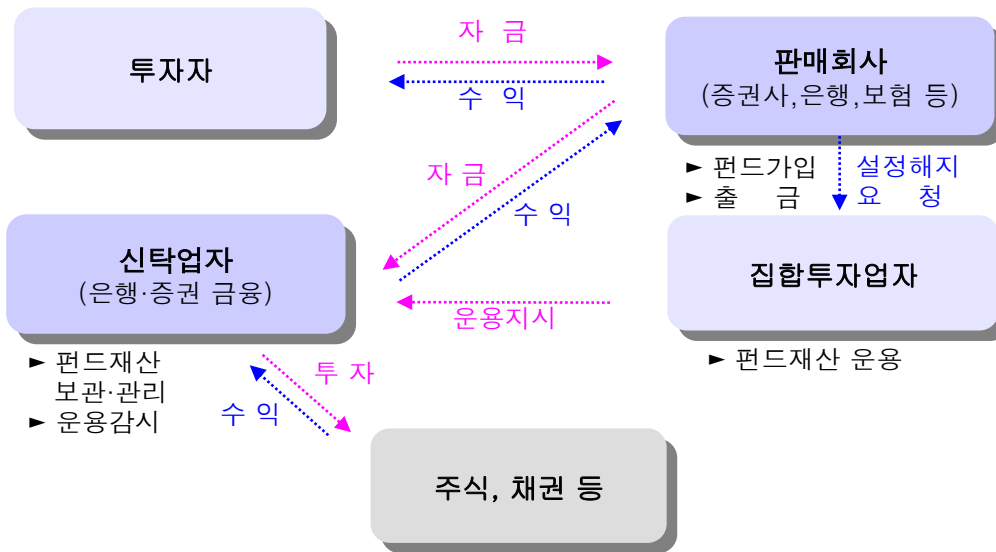 투자자
자 금
수 익
판매회사
(증권사,은행,보험 등)
► 펀드가입
► 출 금
설정해지
요 청
자 금
수 익
신탁업자
(은행·증권 금융)
► 펀드재산
보관·관리
► 운용감시
운용지시
집합투자업자
► 펀드재산 운용
투 자
수 익
주식, 채권 등